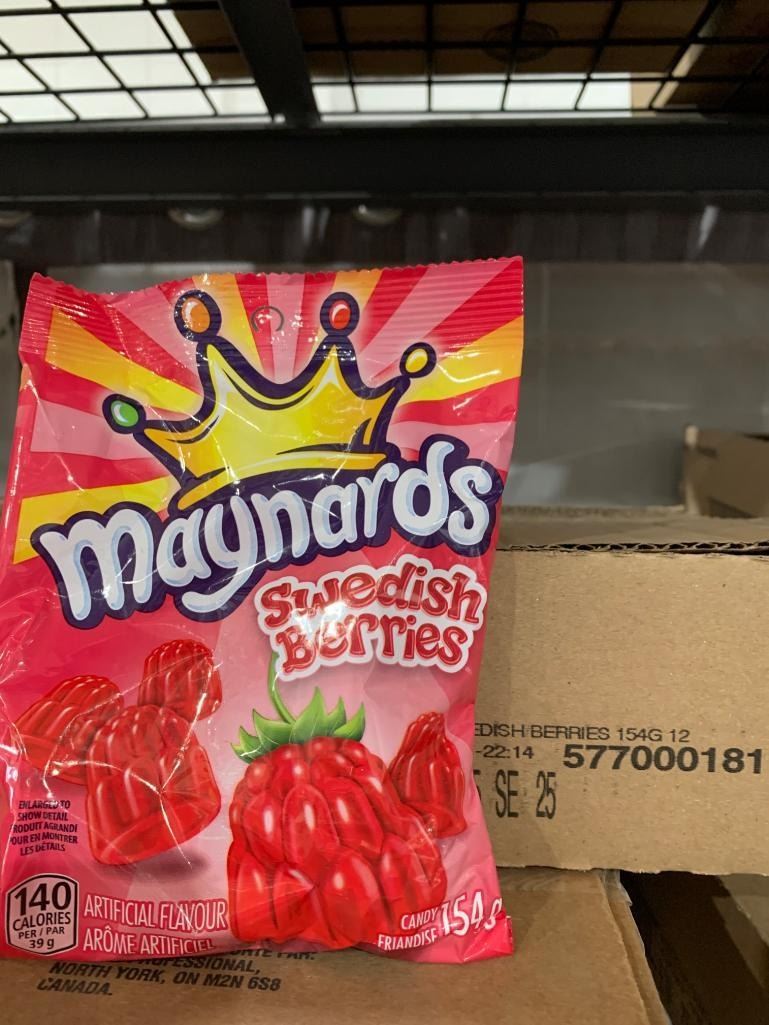 maynards
Swedish
Berries
ENLARGED TO
SHOW DETAIL
PRODUIT AGRANDI
POUR EN MONTRER
LES DÉTAILS
140
CALORIES
PER / PAR
39 g
ARTIFICIAL FLAVOUR
ARÔME ARTIFICIEL
CANDY
FRIANDISE
154 g
EDISH BERRIES 154G 12
-22:14 577000181
SE 25
NORTH YORK, ON M2N 6S8
CANADA.